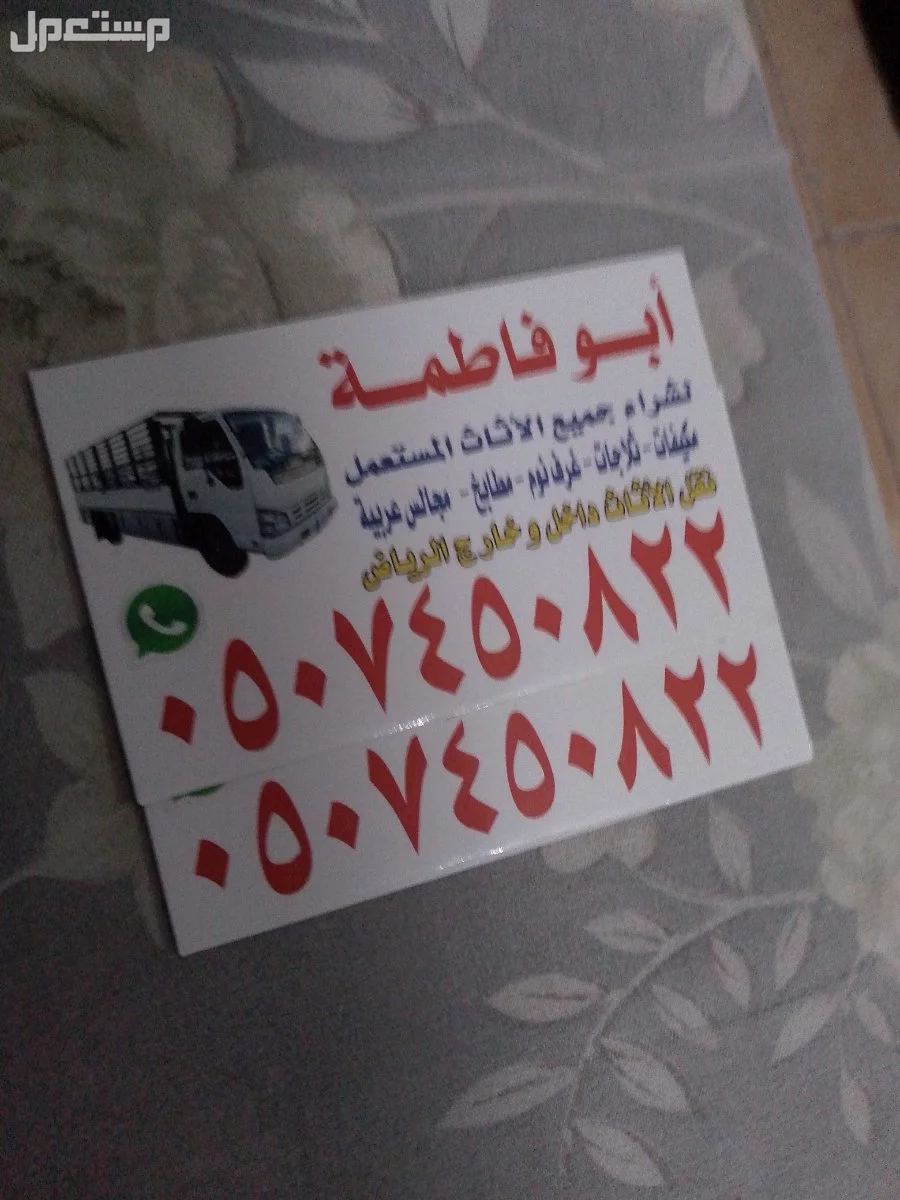 مستعمل
أبو فاطمة
لشراء جميع الأثاث المستعمل
مكيفات - ثلاجات - غرف نوم - مطابخ - مجالس عربية
نقل الأثاث داخل وخارج الرياض
٠٥٠٧٤٥٠٨٢٢
٠٥٠٧٤٥٠٨٢٢